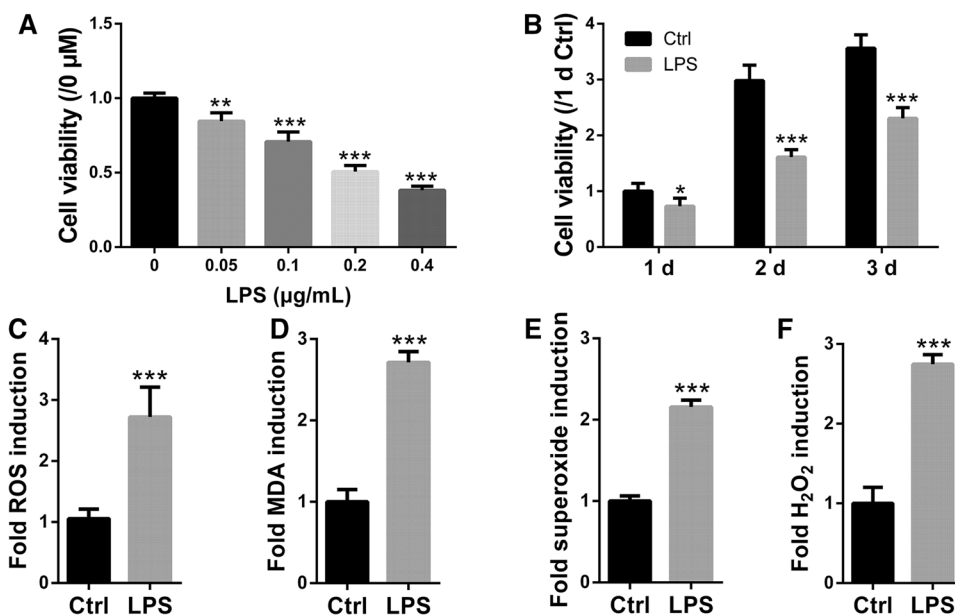 A
Cell viability (/0 µM)
1.5
1.0
0.5
0.0
**
***
***
***
0 0.05 0.1 0.2 0.4
LPS (µg/mL)
B
Cell viability (/1 d Ctrl)
4
3
2
1
0
Ctrl
LPS
*
***
***
1 d 2 d 3 d
C
Fold ROS induction
4
3
2
1
0
***
Ctrl LPS
D
Fold MDA induction
3
2
1
0
***
Ctrl LPS
E
Fold superoxide induction
3
2
1
0
***
Ctrl LPS
F
Fold H₂O₂ induction
3
2
1
0
***
Ctrl LPS